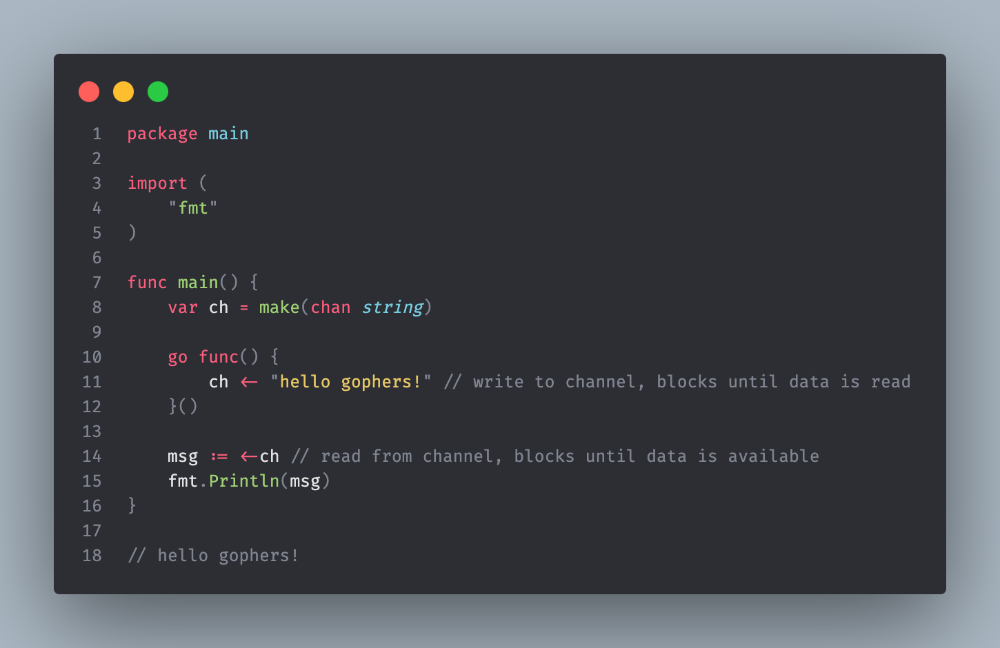 1 package main
2
3 import (
4     "fmt"
5 )
6
7 func main() {
8     var ch = make(chan string)
9
10     go func() {
11         ch <- "hello gophers!" // write to channel, blocks until data is read
12     }()
13
14     msg := <-ch // read from channel, blocks until data is available
15     fmt.Println(msg)
16 }
17
18 // hello gophers!